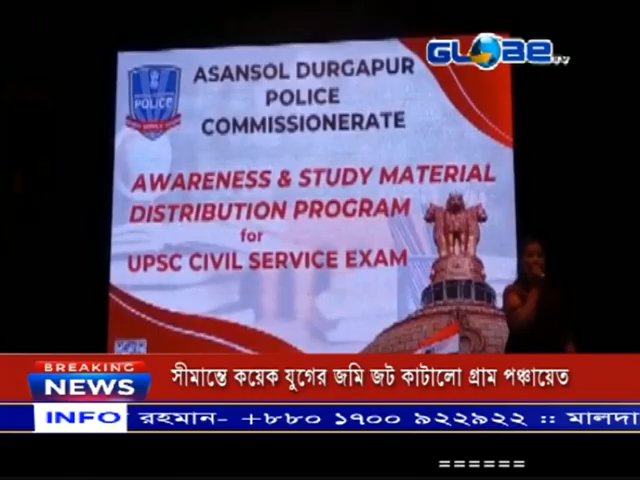 GLOBE TV
ASANSOL DURGAPUR
POLICE
COMMISSIONERATE
POLICE
AWARENESS & STUDY MATERIAL
DISTRIBUTION PROGRAM
for
UPSC CIVIL SERVICE EXAM
BREAKING
NEWS
সীমান্তে কয়েক যুগের জমি জট কাটালো গ্রাম পঞ্চায়েত
INFO
রহমান- +৮৮০ ১৭০০ ৯২২৯২২ :: মালদা
======